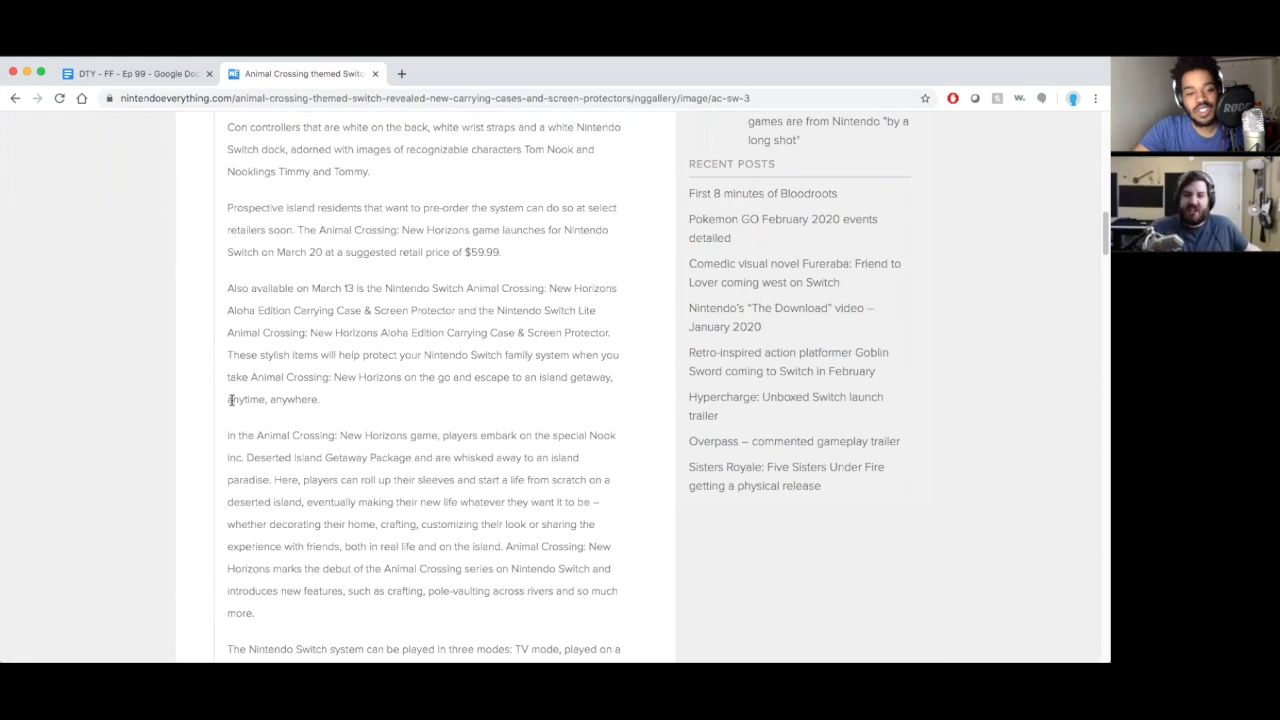 DTY - FF - Ep 99 - Google Doc
Animal Crossing themed Switc
nintendoeverything.com/animal-crossing-themed-switch-revealed-new-carrying-cases-and-screen-protectors/nggallery/image/ac-sw-3
Con controllers that are white on the back, white wrist straps and a white Nintendo
Switch dock, adorned with images of recognizable characters Tom Nook and
Nooklings Timmy and Tommy.
Prospective island residents that want to pre-order the system can do so at select
retailers soon. The Animal Crossing: New Horizons game launches for Nintendo
Switch on March 20 at a suggested retail price of $59.99.
Also available on March 13 is the Nintendo Switch Animal Crossing: New Horizons
Aloha Edition Carrying Case & Screen Protector and the Nintendo Switch Lite
Animal Crossing: New Horizons Aloha Edition Carrying Case & Screen Protector.
These stylish items will help protect your Nintendo Switch family system when you
take Animal Crossing: New Horizons on the go and escape to an island getaway,
anytime, anywhere.
In the Animal Crossing: New Horizons game, players embark on the special Nook
Inc. Deserted Island Getaway Package and are whisked away to an island
paradise. Here, players can roll up their sleeves and start a life from scratch on a
deserted island, eventually making their new life whatever they want it to be –
whether decorating their home, crafting, customizing their look or sharing the
experience with friends, both in real life and on the island. Animal Crossing: New
Horizons marks the debut of the Animal Crossing series on Nintendo Switch and
introduces new features, such as crafting, pole-vaulting across rivers and so much
more.
The Nintendo Switch system can be played in three modes: TV mode, played on a
games are from Nintendo "by a
long shot"
RECENT POSTS
First 8 minutes of Bloodroots
Pokemon GO February 2020 events
detailed
Comedic visual novel Fureraba: Friend to
Lover coming west on Switch
Nintendo's "The Download" video –
January 2020
Retro-inspired action platformer Goblin
Sword coming to Switch in February
Hypercharge: Unboxed Switch launch
trailer
Overpass – commented gameplay trailer
Sisters Royale: Five Sisters Under Fire
getting a physical release
RØDE